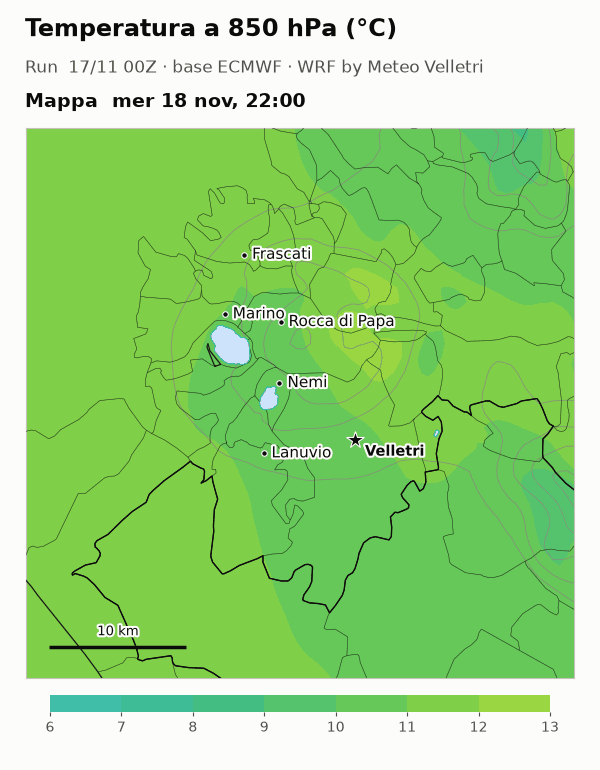 Temperatura a 850 hPa (°C)
Run  17/11 00Z · base ECMWF · WRF by Meteo Velletri
Mappa  mer 18 nov, 22:00
Frascati
Marino
Rocca di Papa
Nemi
Velletri
Lanuvio
10 km
6 7 8 9 10 11 12 13